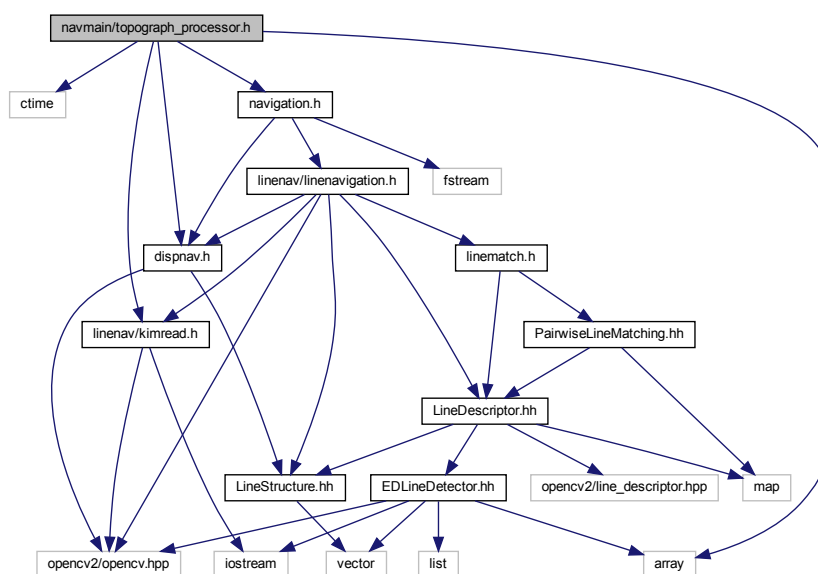 navmain/topograph_processor.h
ctime
navigation.h
linenav/linenavigation.h
fstream
dispnav.h
linematch.h
linenav/kimread.h
PairwiseLineMatching.hh
LineDescriptor.hh
LineStructure.hh
EDLineDetector.hh
opencv2/line_descriptor.hpp
map
opencv2/opencv.hpp
iostream
vector
list
array